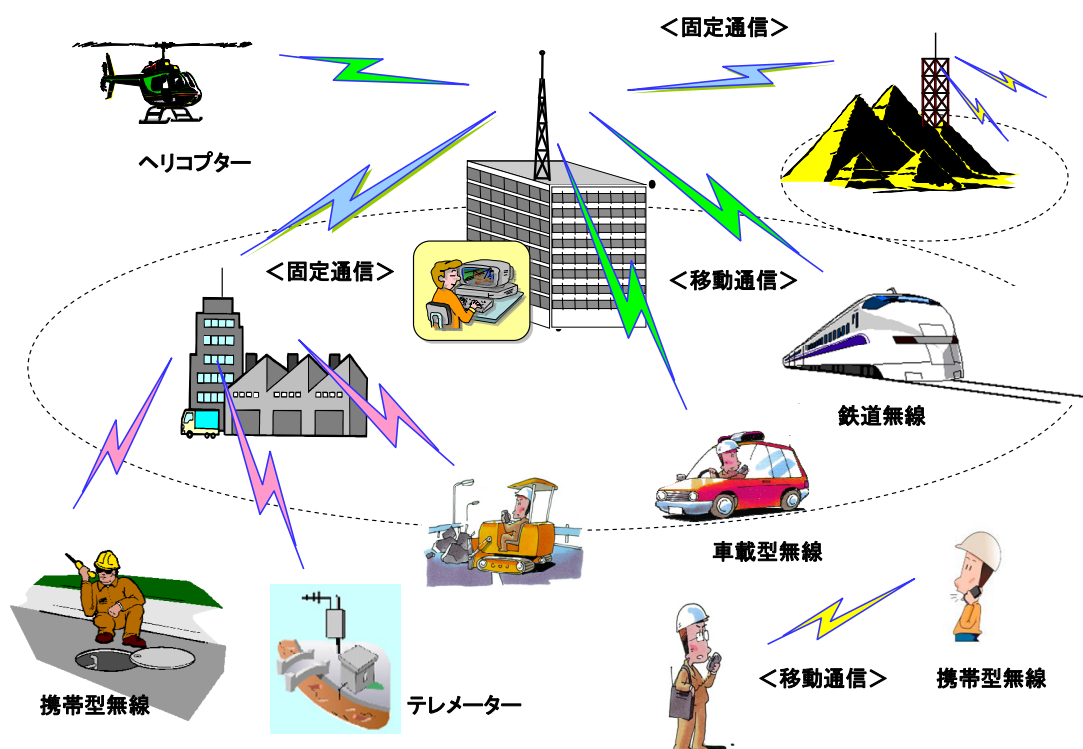 ＜固定通信＞
ヘリコプター
＜固定通信＞
＜移動通信＞
鉄道無線
車載型無線
＜移動通信＞
携帯型無線
携帯型無線
テレメーター